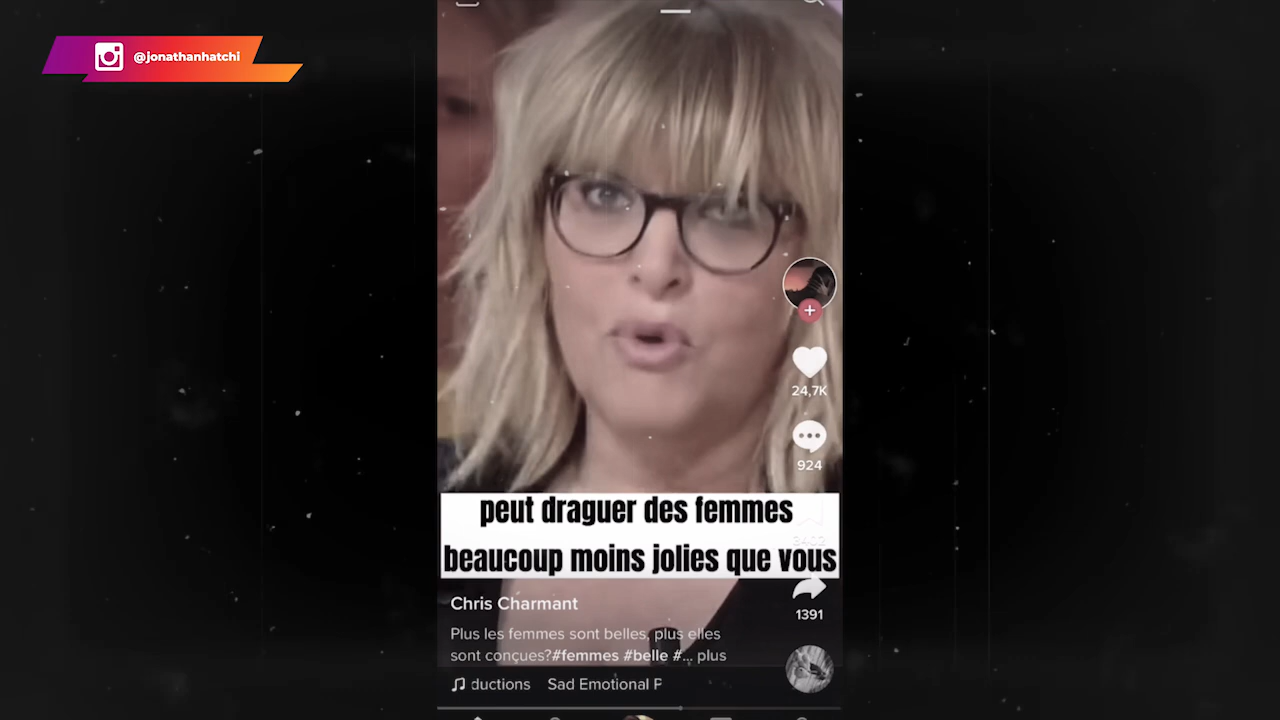 @jonathanhatchi
24,7K
924
peut draguer des femmes
beaucoup moins jolies que vous
1391
Chris Charmant
Plus les femmes sont belles, plus elles
sont conçues?#femmes #belle #... plus
ductions Sad Emotional P